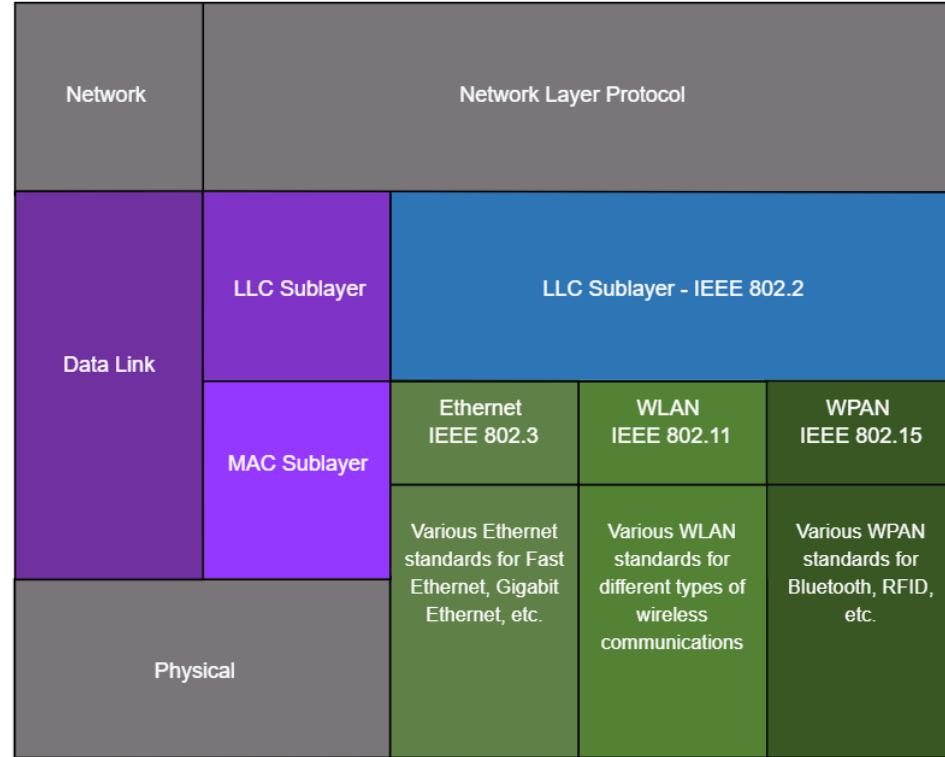 Network
Network Layer Protocol
Data Link
LLC Sublayer
LLC Sublayer - IEEE 802.2
MAC Sublayer
Ethernet
IEEE 802.3
WLAN
IEEE 802.11
WPAN
IEEE 802.15
Various Ethernet
standards for Fast
Ethernet, Gigabit
Ethernet, etc.
Various WLAN
standards for
different types of
wireless
communications
Various WPAN
standards for
Bluetooth, RFID,
etc.
Physical